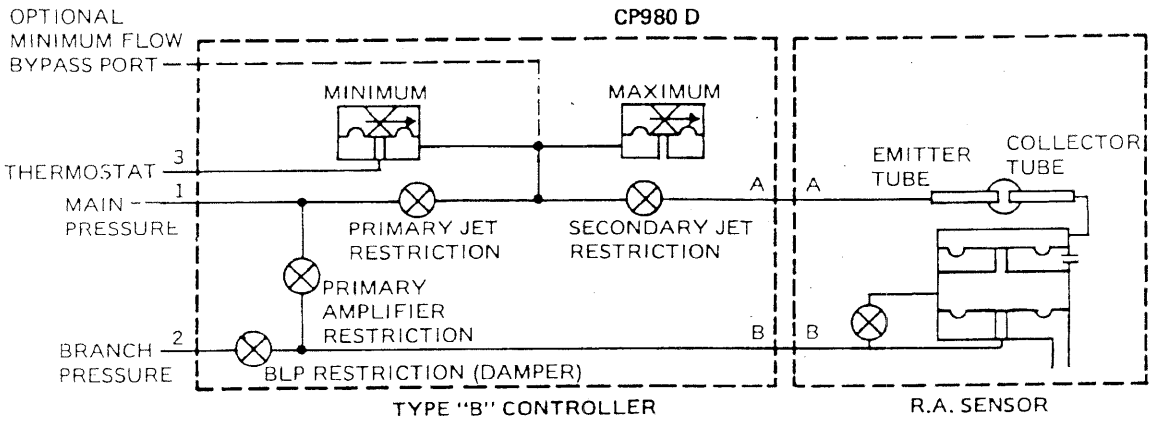 OPTIONAL
MINIMUM FLOW
BYPASS PORT
CP980 D
MINIMUM
MAXIMUM
THERMOSTAT
3
EMITTER
TUBE
COLLECTOR
TUBE
MAIN
PRESSURE
1
A
A
PRIMARY JET
RESTRICTION
SECONDARY JET
RESTRICTION
PRIMARY
AMPLIFIER
RESTRICTION
BRANCH
PRESSURE
2
B
B
BLP RESTRICTION (DAMPER)
TYPE "B" CONTROLLER
R.A. SENSOR